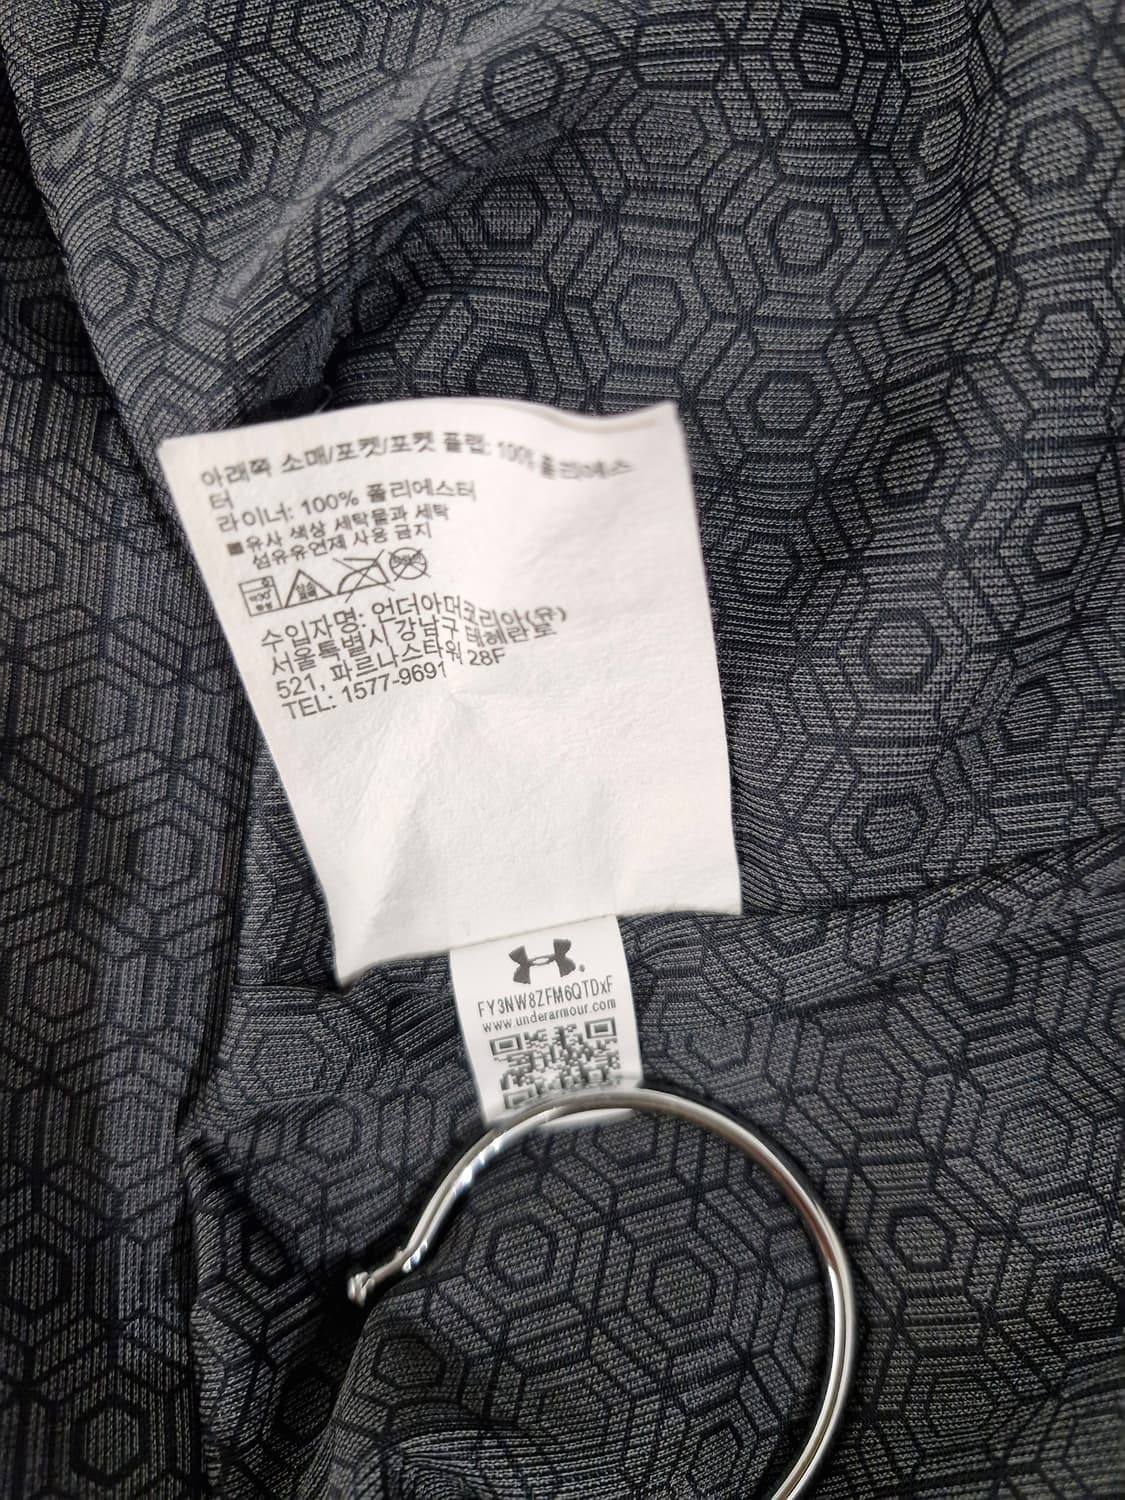 아래쪽 소매/포켓/포켓 플랩: 100% 폴리에스
터
라이너: 100% 폴리에스터
■유사 색상 세탁물과 세탁
섬유유연제 사용 금지
수입자명: 언더아머코리아(유)
서울특별시 강남구 테헤란로
521, 파르나스타워 28F
TEL: 1577-9691
FY3NW8ZFM6QTDxF
www.underarmour.com